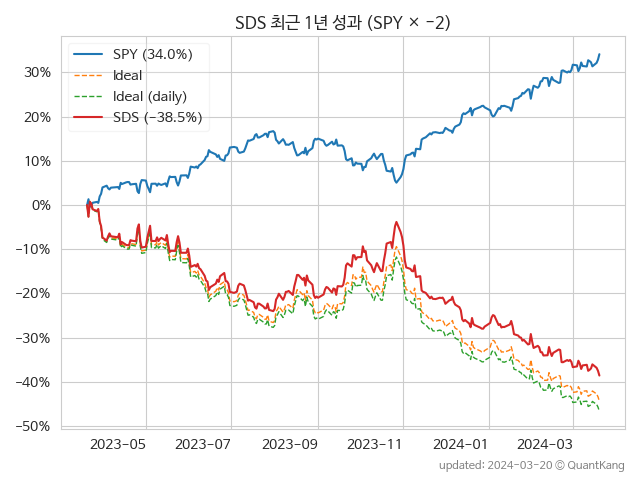 SDS 최근 1년 성과 (SPY × −2)
SPY (34.0%)
Ideal
Ideal (daily)
SDS (−38.5%)
30%
20%
10%
0%
−10%
−20%
−30%
−40%
−50%
2023−05 2023−07 2023−09 2023−11 2024−01 2024−03
updated: 2024−03−20 ⓒ QuantKang